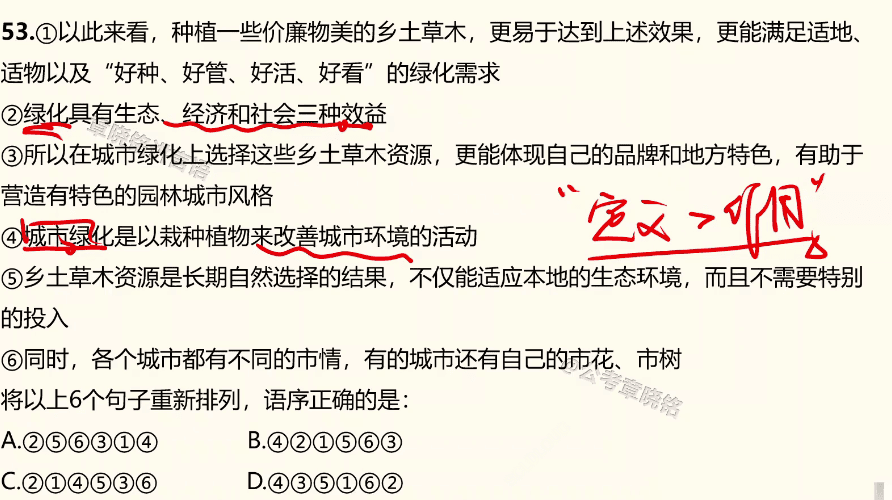 53.①以此来看，种植一些价廉物美的乡土草木，更易于达到上述效果，更能满足适地、
适物以及“好种、好管、好活、好看”的绿化需求
②绿化具有生态、经济和社会三种效益
③所以在城市绿化上选择这些乡土草木资源，更能体现自己的品牌和地方特色，有助于
营造有特色的园林城市风格
“定义>作用”
④城市绿化是以栽种植物来改善城市环境的活动
⑤乡土草木资源是长期自然选择的结果，不仅能适应本地的生态环境，而且不需要特别
的投入
⑥同时，各个城市都有不同的市情，有的城市还有自己的市花、市树
公考章晓铭
将以上6个句子重新排列，语序正确的是：
A.②⑤⑥③①④ B.④②①⑤⑥③
C.②①④⑤③⑥ D.④③⑤①⑥②